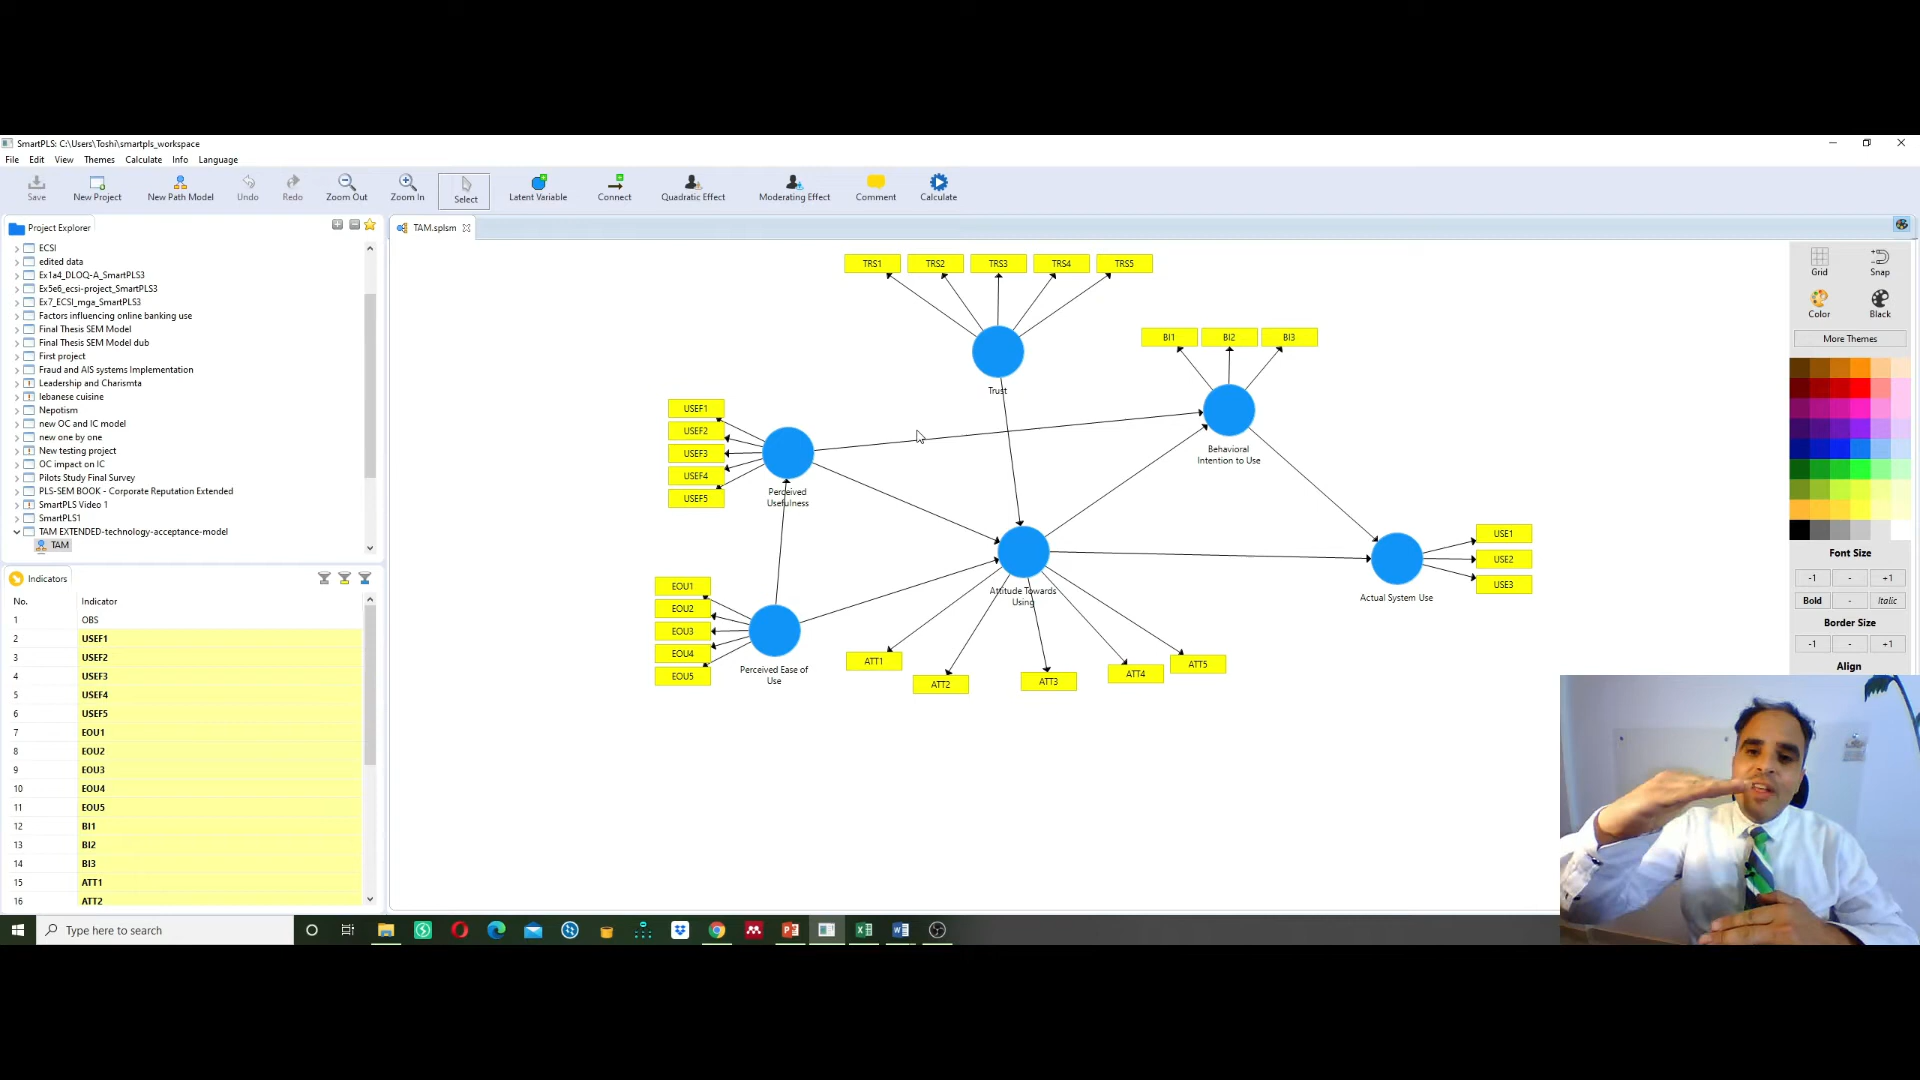 SmartPLS: C:\Users\Toshi\smartpls_workspace
File Edit View Themes Calculate Info Language
Save New Project New Path Model Undo Redo Zoom Out Zoom In Select Latent Variable Connect Quadratic Effect Moderating Effect Comment Calculate
Project Explorer
ECSI
edited data
Ex1a4_DLOQ-A_SmartPLS3
Ex5e6_ecsi-project_SmartPLS3
Ex7_ECSI_mga_SmartPLS3
Factors influencing online banking use
Final Thesis SEM Model
Final Thesis SEM Model dub
First project
Fraud and AIS systems Implementation
Leadership and Charismta
lebanese cuisine
Nepotism
new OC and IC model
new one by one
New testing project
OC impact on IC
Pilots Study Final Survey
PLS-SEM BOOK - Corporate Reputation Extended
SmartPLS Video 1
SmartPLS1
TAM EXTENDED-technology-acceptance-model
TAM
Indicators
No. Indicator
1 OBS
2 USEF1
3 USEF2
4 USEF3
5 USEF4
6 USEF5
7 EOU1
8 EOU2
9 EOU3
10 EOU4
11 EOU5
12 BI1
13 BI2
14 BI3
15 ATT1
16 ATT2
TAM.splsm
TRS1 TRS2 TRS3 TRS4 TRS5
Trust
BI1 BI2 BI3
Behavioral
Intention to Use
USEF1
USEF2
USEF3
USEF4
USEF5
Perceived
Usefulness
EOU1
EOU2
EOU3
EOU4
EOU5
Perceived Ease of
Use
Attitude Towards
Using
ATT1 ATT2 ATT3 ATT4 ATT5
USE1
USE2
USE3
Actual System Use
Grid Snap
Color Black
More Themes
Font Size
-1 - +1
Bold - Italic
Border Size
-1 - +1
Align
Type here to search